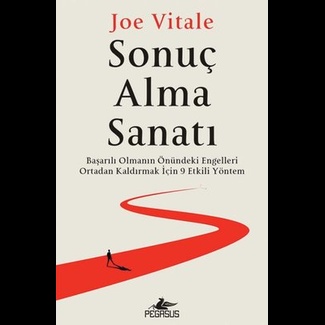 Joe Vitale
Sonuç
Alma
Sanatı
Başarılı Olmanın Önündeki Engelleri
Ortadan Kaldırmak İçin 9 Etkili Yöntem
PEGASUS